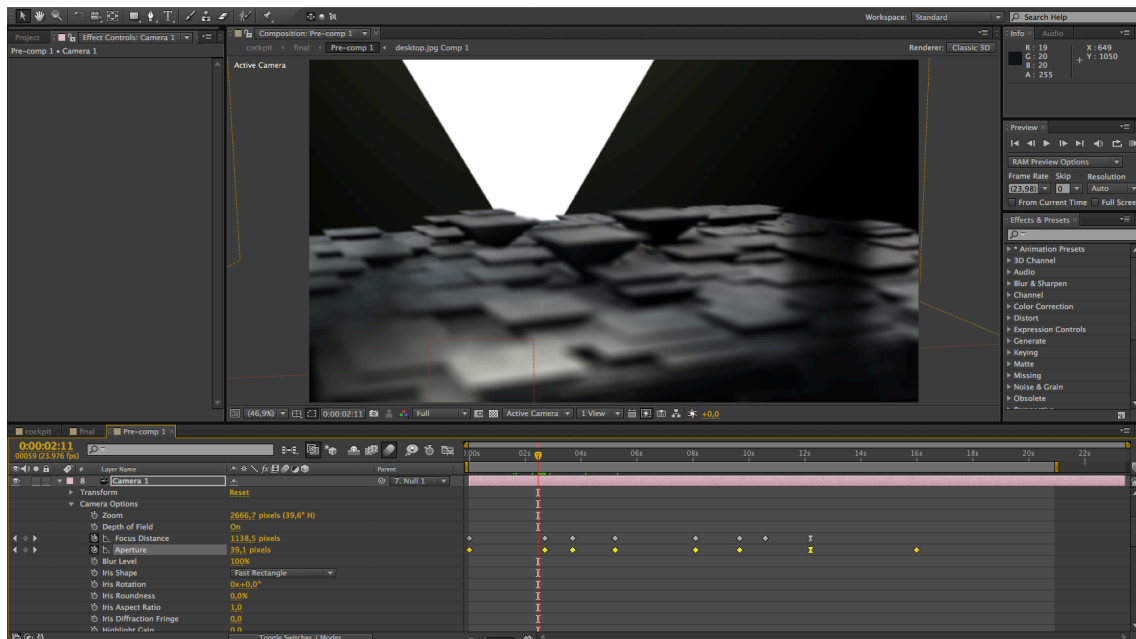 Workspace: Standard
Search Help
Project
Effect Controls: Camera 1
Pre-comp 1 • Camera 1
Composition: Pre-comp 1
cockpit
final
Pre-comp 1
desktop.jpg Comp 1
Renderer: Classic 3D
Active Camera
Info
Audio
R : 19
G : 20
B : 20
A : 255
X : 649
Y : 1050
Preview
RAM Preview Options
Frame Rate Skip Resolution
(23,98) 0 Auto
From Current Time Full Scree
Effects & Presets
* Animation Presets
3D Channel
Audio
Blur & Sharpen
Channel
Color Correction
Distort
Expression Controls
Generate
Keying
Matte
Missing
Noise & Grain
Obsolete
(46,9%)
0:00:02:11
Full
Active Camera
1 View
+0,0
cockpit
final
Pre-comp 1
0:00:02:11
00059 (23.976 fps)
02s 04s 06s 08s 10s 12s 14s 16s 18s 20s 22s
# Layer Name Parent
8 Camera 1 7. Null 1
Transform Reset
Camera Options
Zoom 2666,7 pixels (39,6° H)
Depth of Field On
Focus Distance 1138,5 pixels
Aperture 39,1 pixels
Blur Level 100%
Iris Shape Fast Rectangle
Iris Rotation 0x+0,0°
Iris Roundness 0,0%
Iris Aspect Ratio 1,0
Iris Diffraction Fringe 0,0
Highlight Gain 0,0
Toggle Switches / Modes